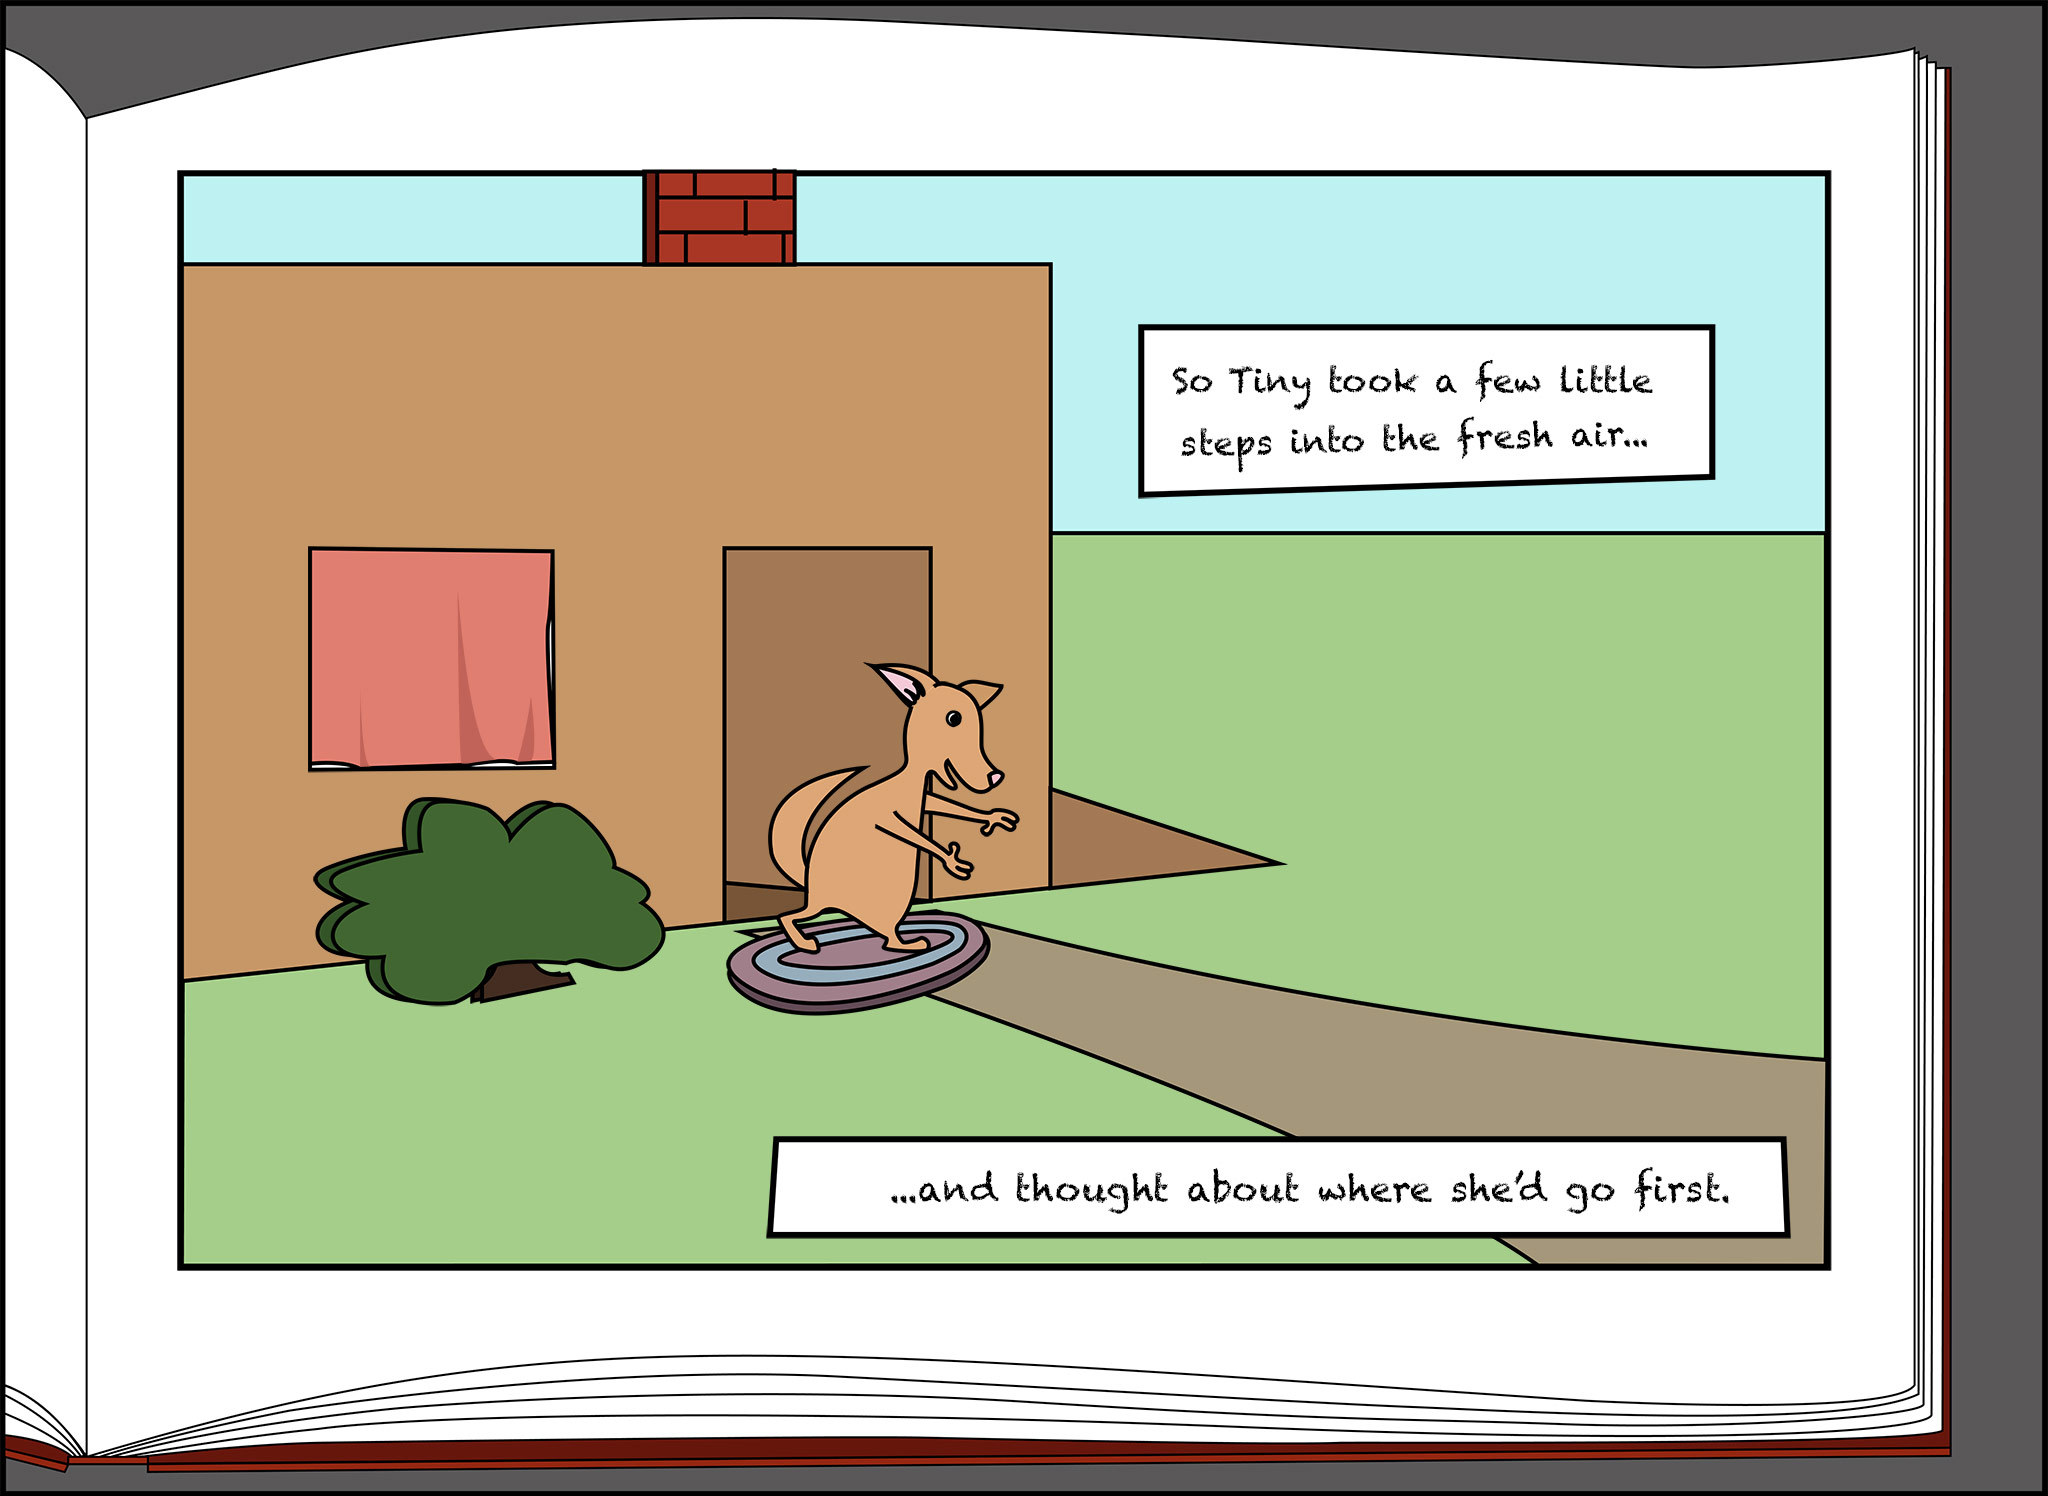 So Tiny took a few little
steps into the fresh air...
...and thought about where she'd go first.